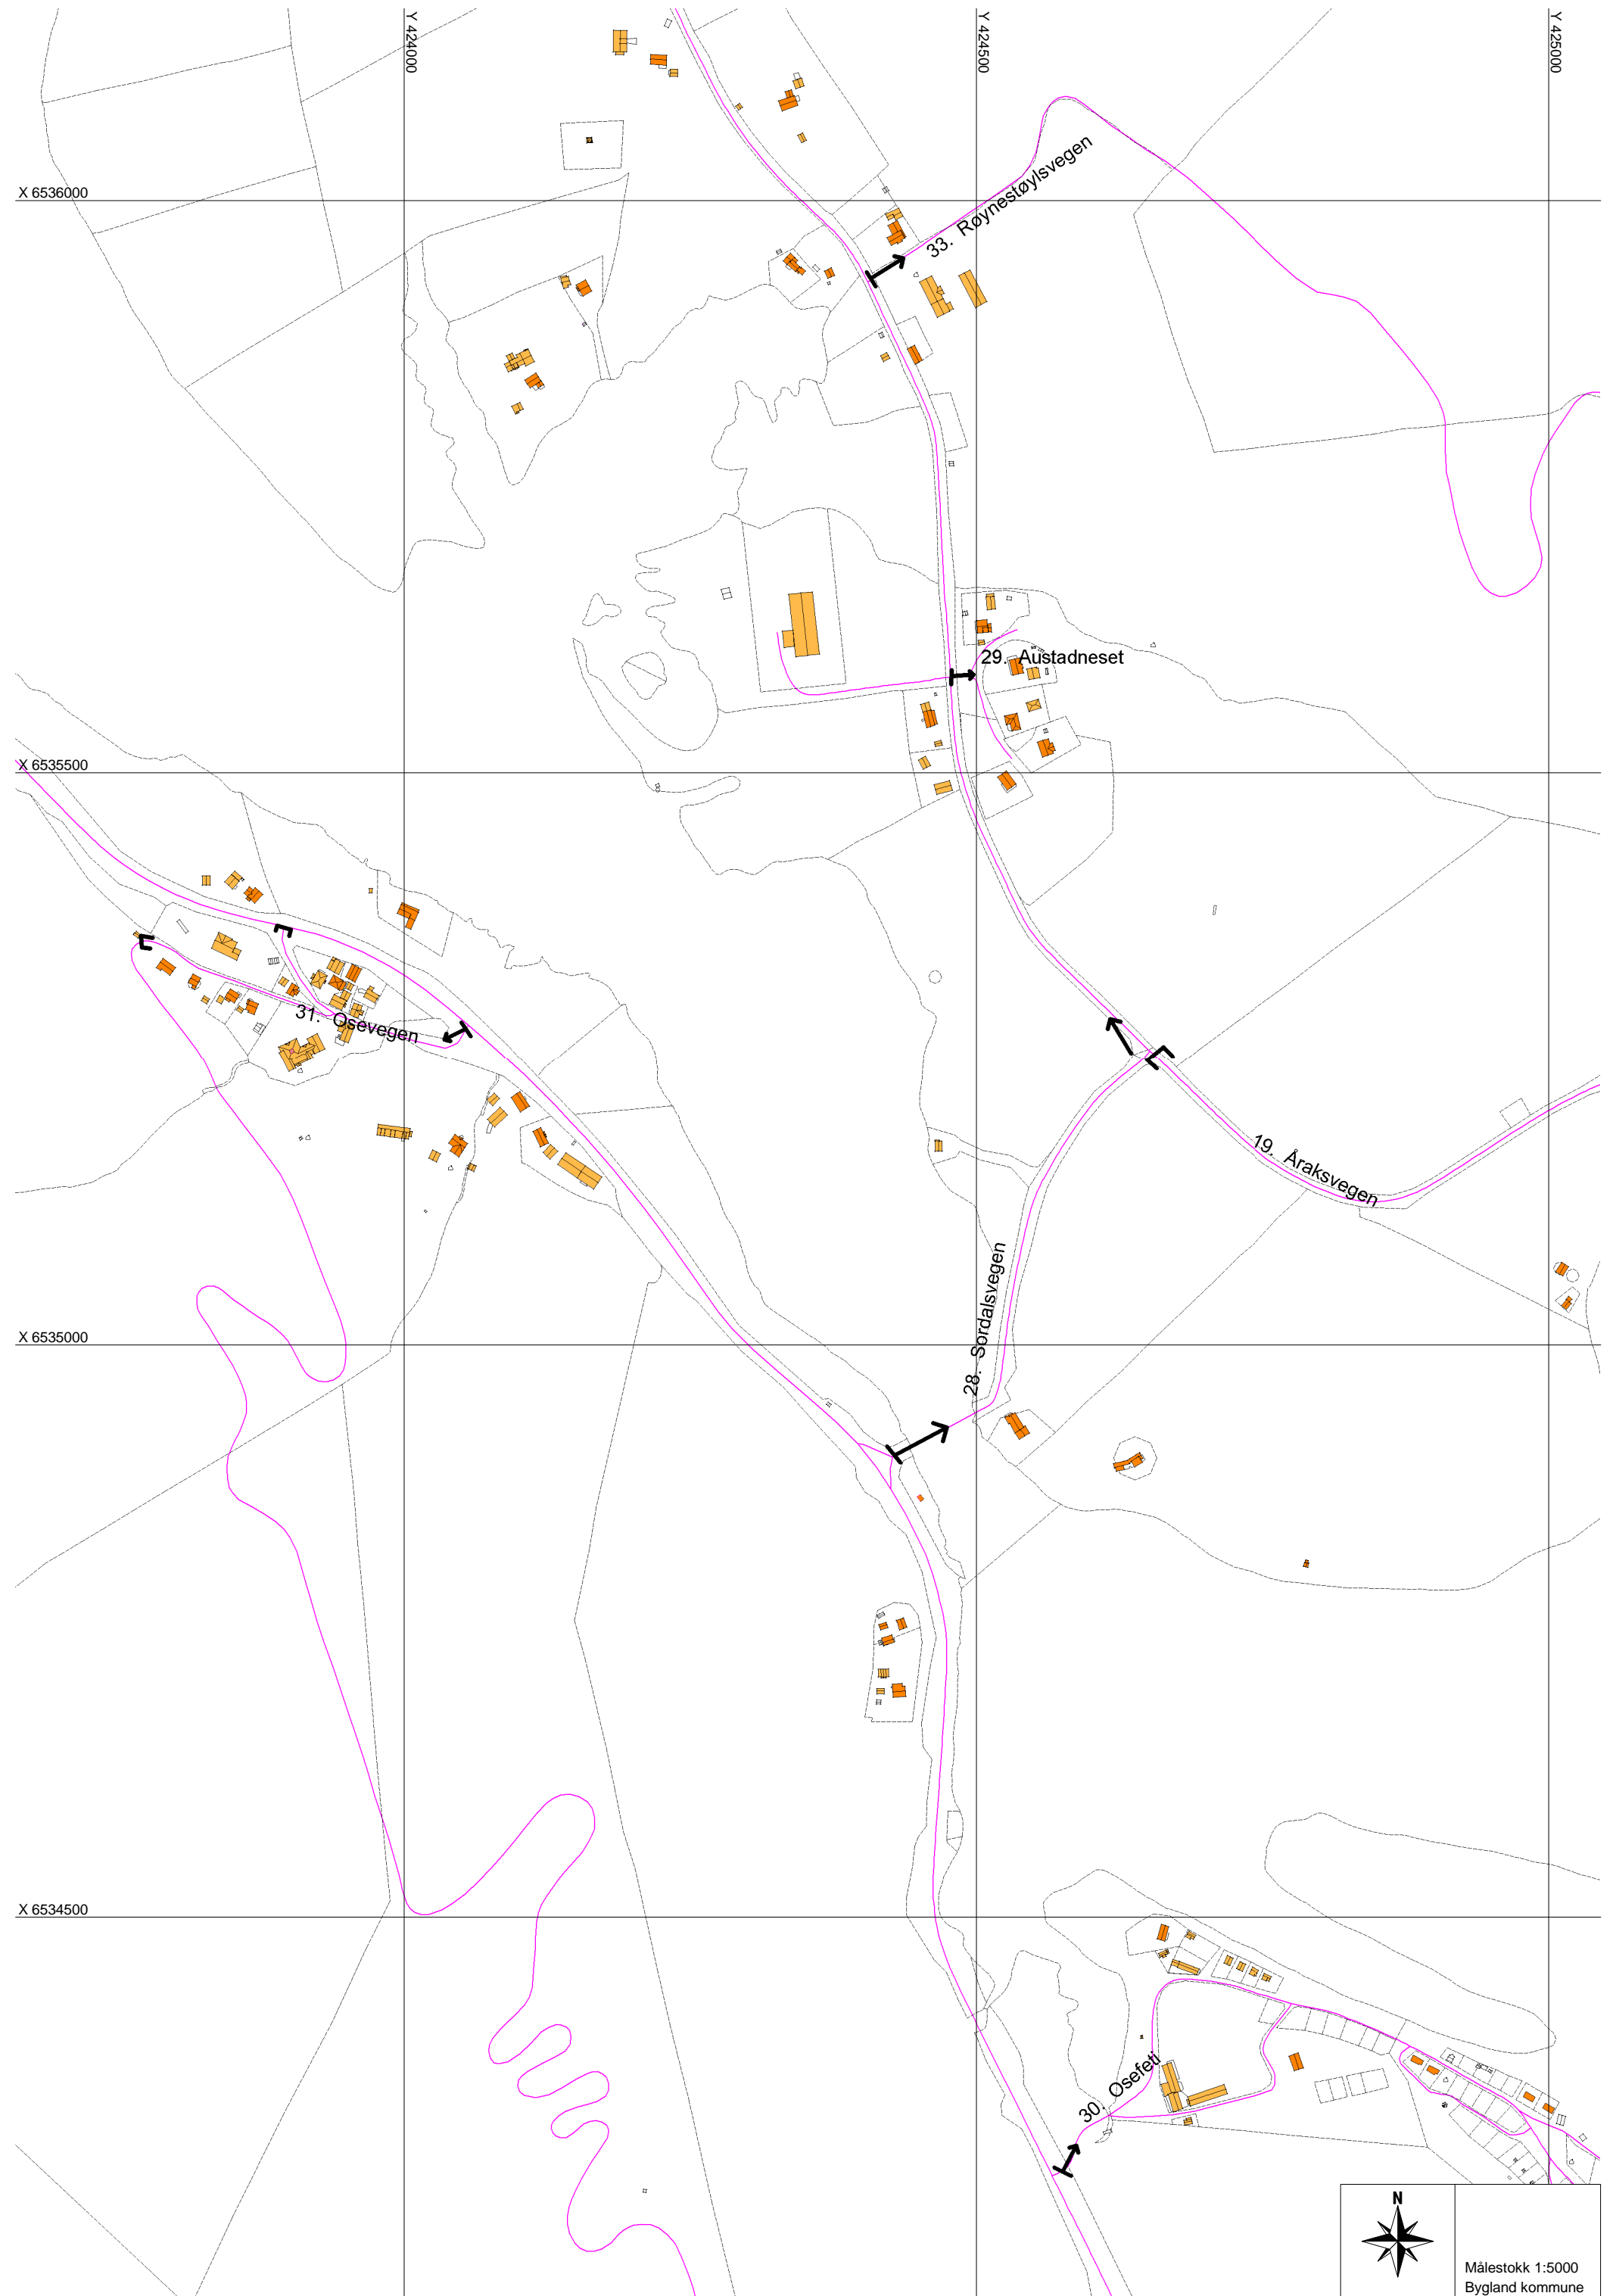 Y 424000
Y 424500
Y 425000
X 6536000
33. Røynestøylsvegen
29. Austadneset
X 6535500
31. Osevegen
19. Åraksvegen
28. Sordalsvegen
X 6535000
X 6534500
30. Osefeti
N
Målestokk 1:5000
Bygland kommune